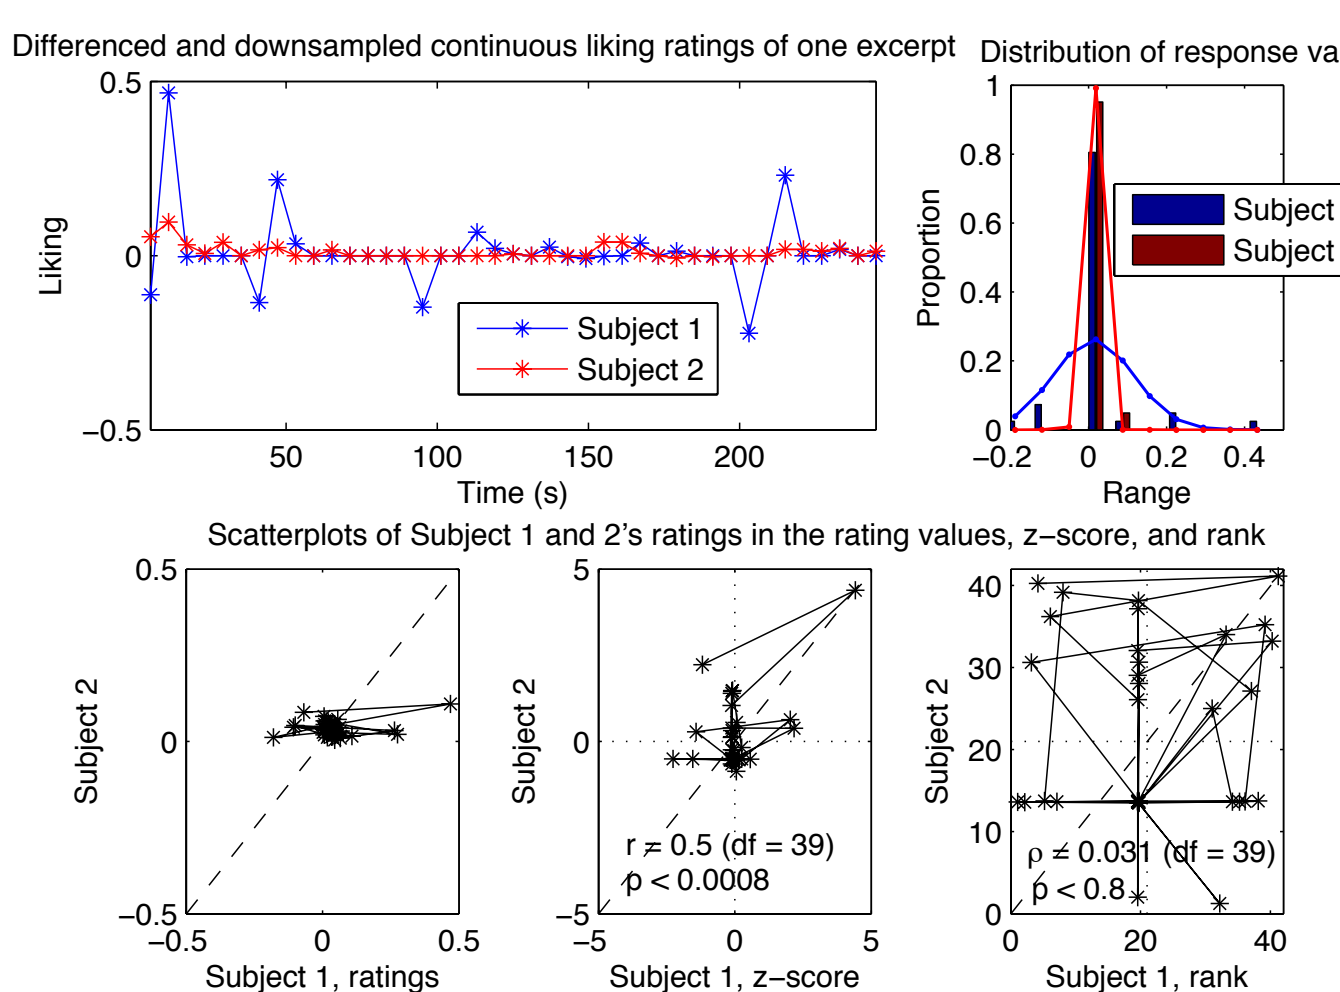 Differenced and downsampled continuous liking ratings of one excerpt
0.5
0
−0.5
Liking
50
100
150
200
Time (s)
Subject 1
Subject 2
Distribution of response va
1
0.8
0.6
0.4
0.2
0
Proportion
−0.2
0
0.2
0.4
Range
Subject
Subject
Scatterplots of Subject 1 and 2's ratings in the rating values, z−score, and rank
0.5
0
−0.5
Subject 2
−0.5
0
0.5
Subject 1, ratings
5
0
−5
Subject 2
r = 0.5 (df = 39)
p < 0.0008
−5
0
5
Subject 1, z−score
40
30
20
10
0
Subject 2
ρ = 0.031 (df = 39)
p < 0.8
0
20
40
Subject 1, rank